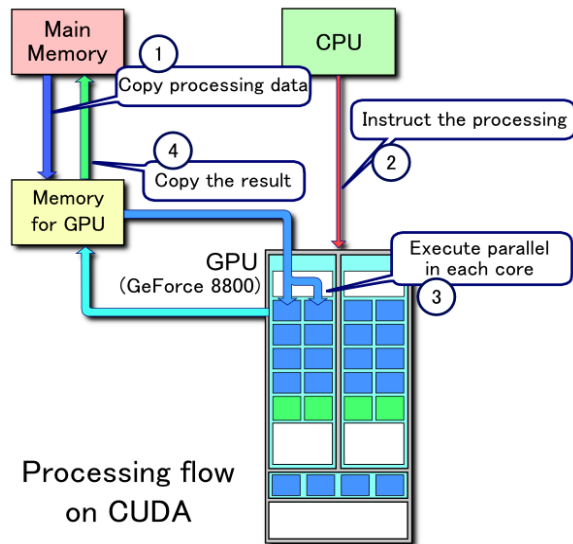 Main
Memory
CPU
1
Copy processing data
Instruct the processing
2
4
Copy the result
Memory
for GPU
GPU
(GeForce 8800)
Execute parallel
in each core
3
Processing flow
on CUDA